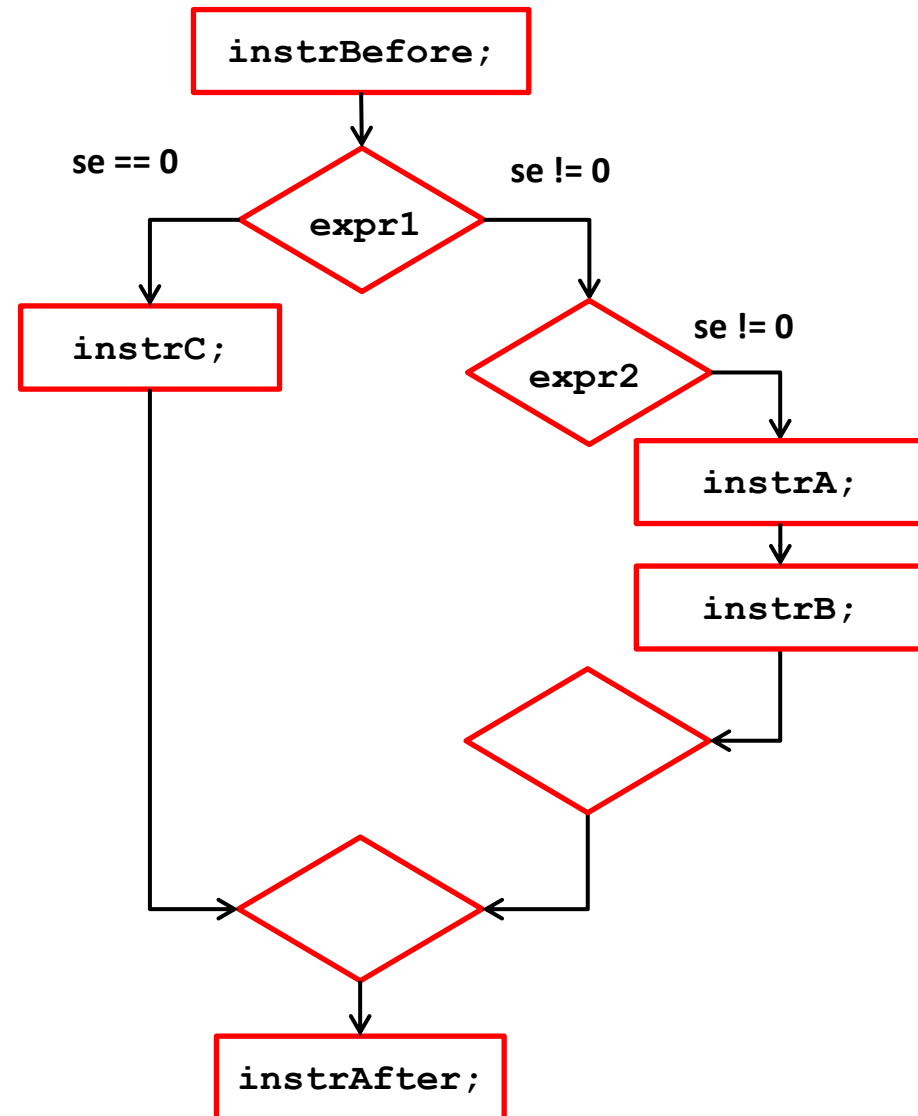 instrBefore;
se == 0
se != 0
expr1
instrC;
se != 0
expr2
instrA;
instrB;
instrAfter;